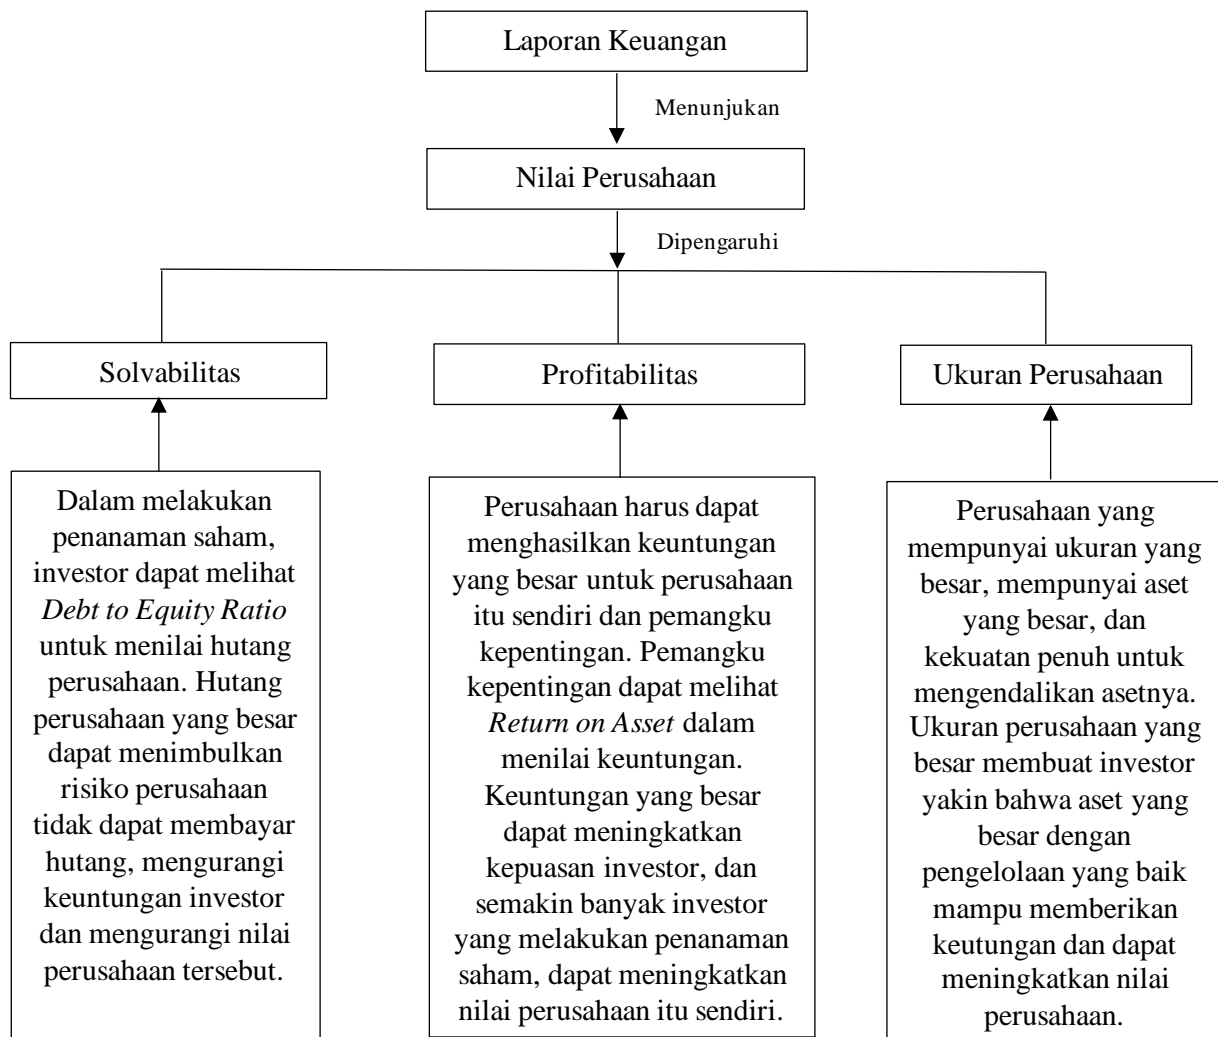 Laporan Keuangan
Menunjukan
Nilai Perusahaan
Dipengaruhi
Solvabilitas
Profitabilitas
Ukuran Perusahaan
Dalam melakukan
penanaman saham,
investor dapat melihat
Debt to Equity Ratio
untuk menilai hutang
perusahaan. Hutang
perusahaan yang besar
dapat menimbulkan
risiko perusahaan
tidak dapat membayar
hutang, mengurangi
keuntungan investor
dan mengurangi nilai
perusahaan tersebut.
Perusahaan harus dapat
menghasilkan keuntungan
yang besar untuk perusahaan
itu sendiri dan pemangku
kepentingan. Pemangku
kepentingan dapat melihat
Return on Asset dalam
menilai keuntungan.
Keuntungan yang besar
dapat meningkatkan
kepuasan investor, dan
semakin banyak investor
yang melakukan penanaman
saham, dapat meningkatkan
nilai perusahaan itu sendiri.
Perusahaan yang
mempunyai ukuran yang
besar, mempunyai aset
yang besar, dan
kekuatan penuh untuk
mengendalikan asetnya.
Ukuran perusahaan yang
besar membuat investor
yakin bahwa aset yang
besar dengan
pengelolaan yang baik
mampu memberikan
keutungan dan dapat
meningkatkan nilai
perusahaan.